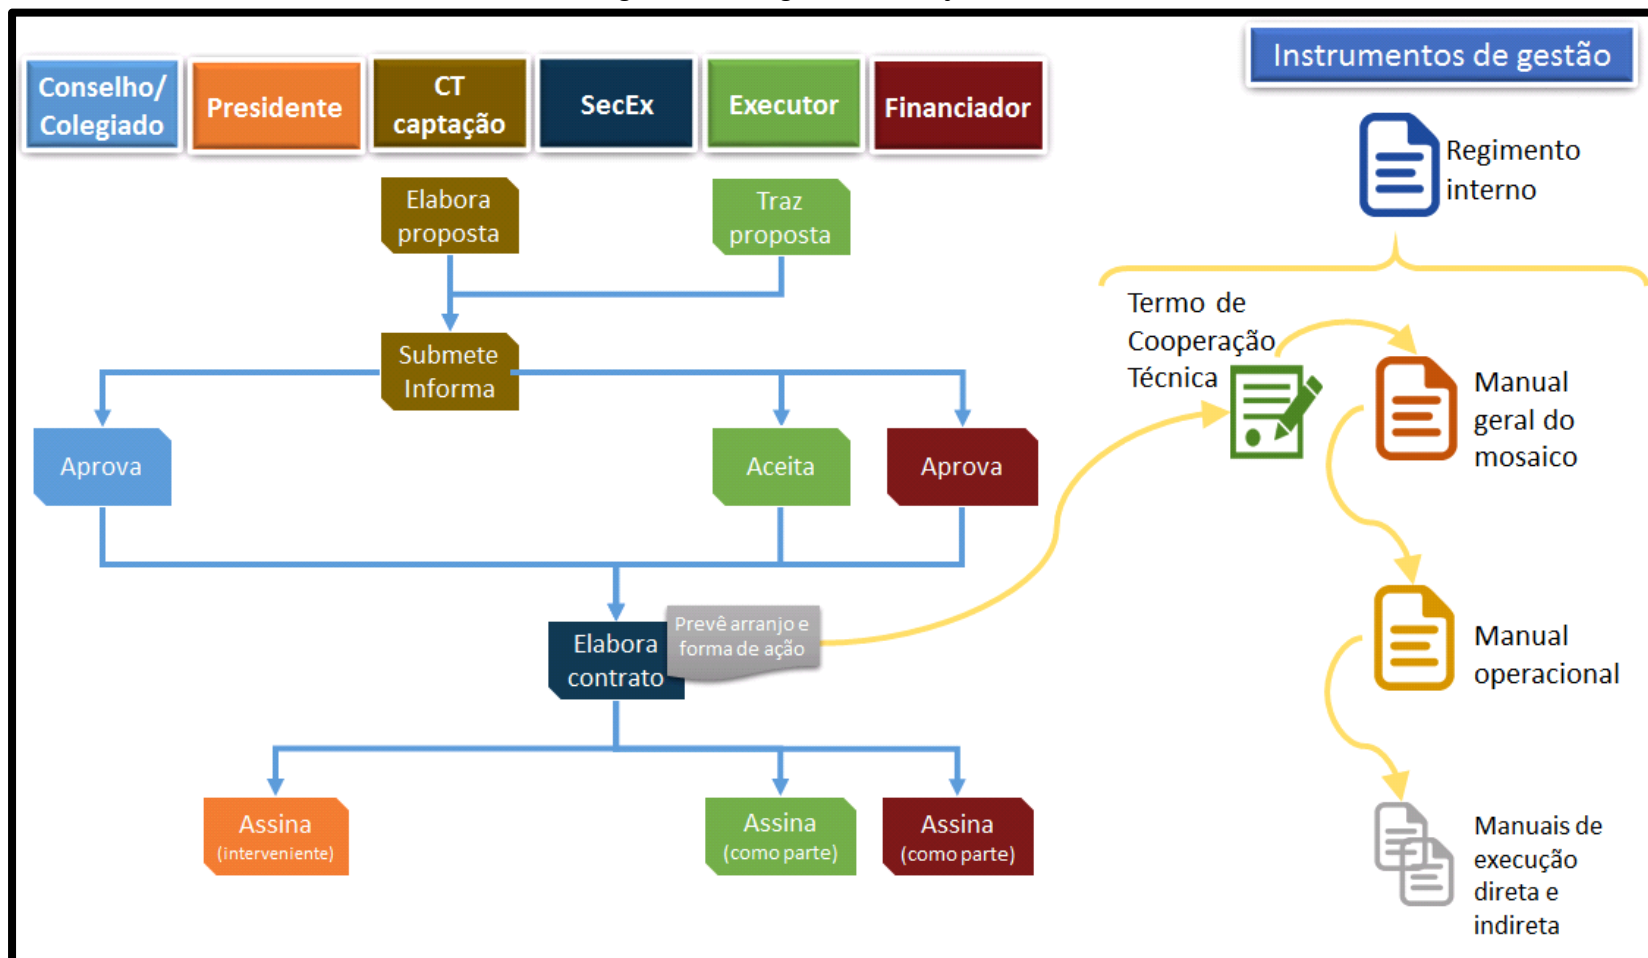 Conselho/
Colegiado
Presidente
CT
captação
SecEx
Executor
Financiador
Instrumentos de gestão
Regimento
interno
Elabora
proposta
Traz
proposta
Submete
Informa
Aprova
Aceita
Aprova
Termo de
Cooperação
Técnica
Manual
geral do
mosaico
Elabora
contrato
Prevê arranjo e
forma de ação
Manual
operacional
Assina
(interveniente)
Assina
(como parte)
Assina
(como parte)
Manuais de
execução
direta e
indireta